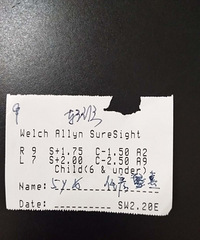 9
Welch Allyn SureSight
R 9 S+1.75 C-1.50 A2
L 7 S+2.00 C-2.50 A9
Child(6 & under)
Name:
Date:
SW2.20E